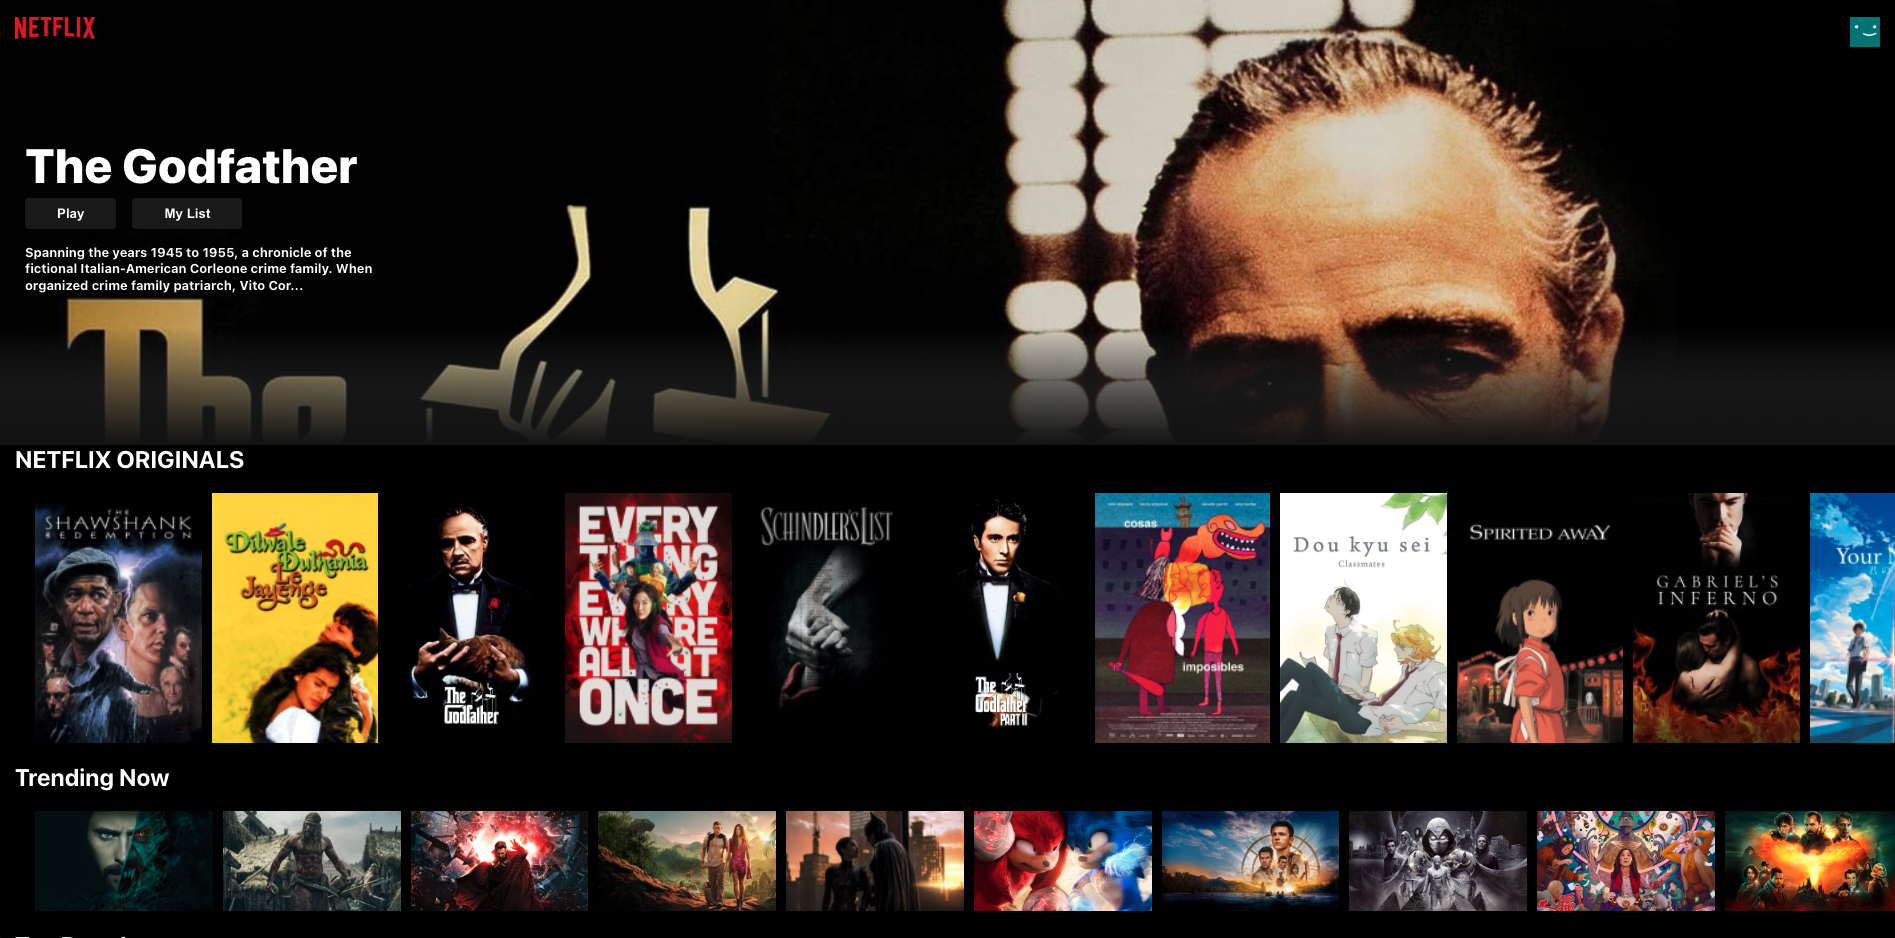 NETFLIX
The Godfather
Play
My List
Spanning the years 1945 to 1955, a chronicle of the
fictional Italian-American Corleone crime family. When
organized crime family patriarch, Vito Cor...
The
NETFLIX ORIGINALS
THE
SHAWSHANK
REDEMPTION
Dilwale
Dulhania
Le
Jayenge
The
Godfather
EVERY
THING
EVERY
WHERE
ALL AT
ONCE
SCHINDLER'S LIST
The
Godfather
PART II
cosas
imposibles
Dou kyu sei
Classmates
SPIRITED AWAY
GABRIEL'S
INFERNO
Your
Trending Now